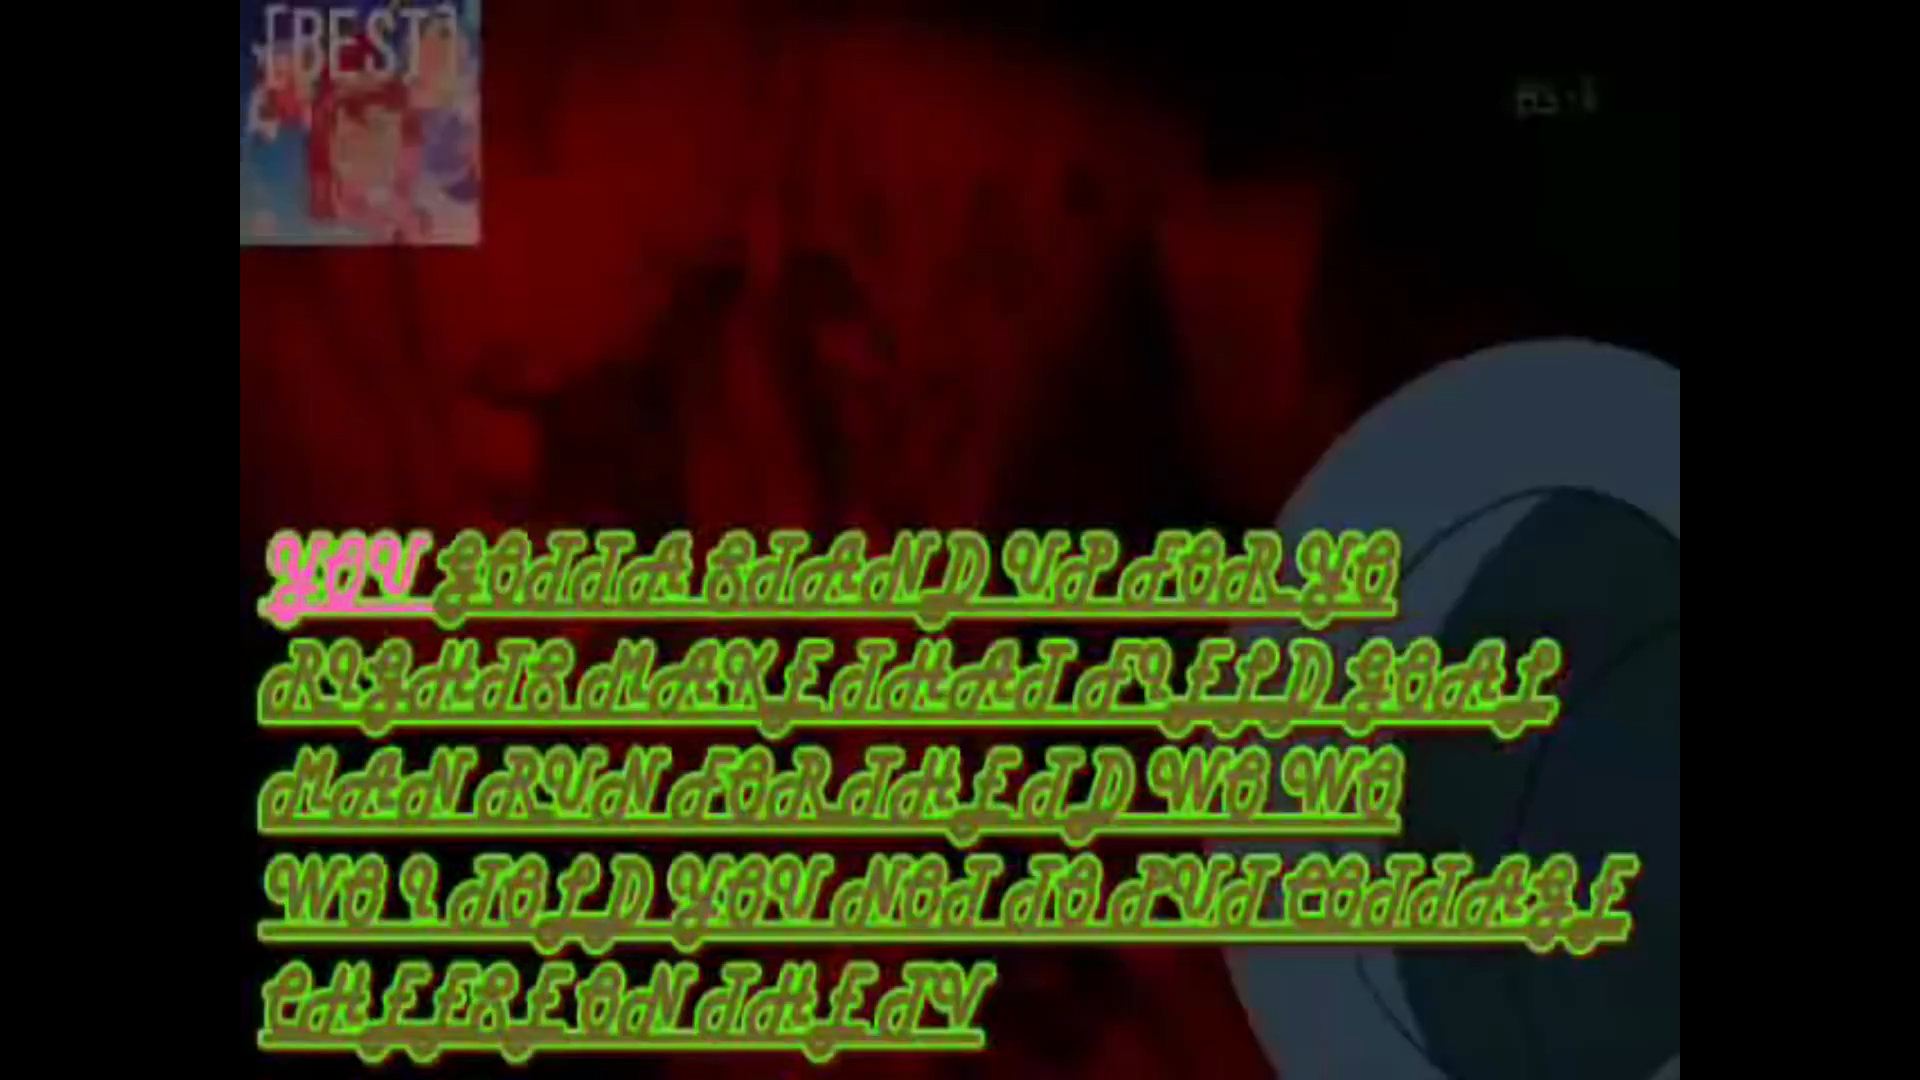 [BEST]
YOU GOTTA STAND UP FOR YO
RIGHTS MAKE THAT FIELD GOAL
MAN RUN FOR THE TD WO WO
WO I TOLD YOU NOT TO PUT COTTAGE
CHEESE ON THE TV